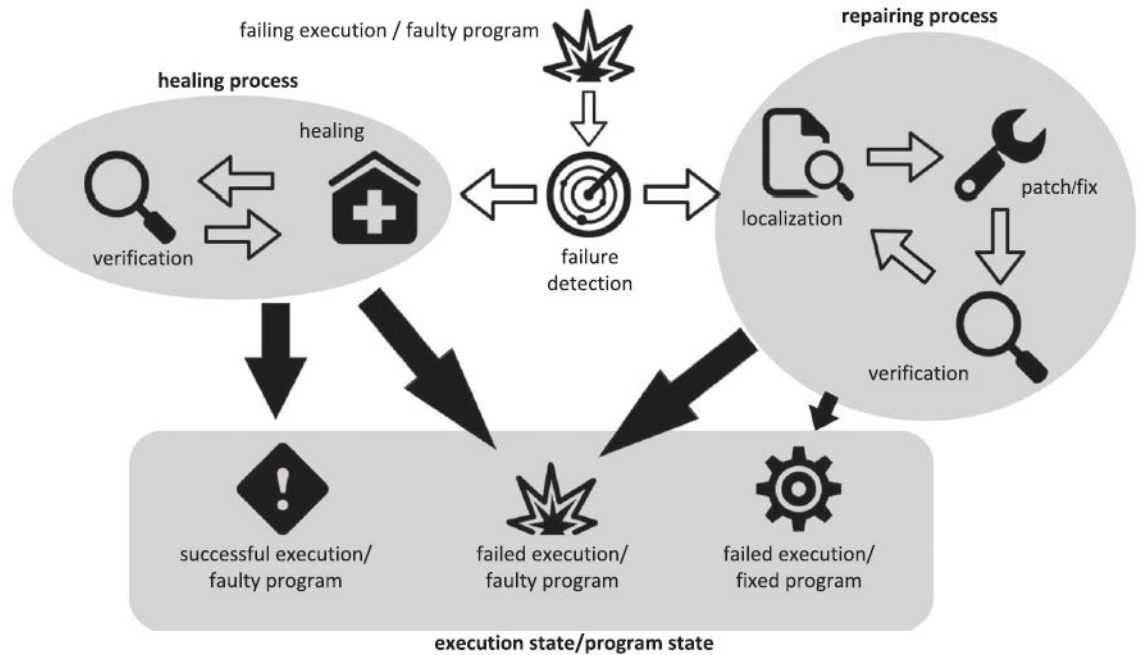 failing execution / faulty program
repairing process
healing process
healing
verification
failure
detection
localization
patch/fix
verification
successful execution/
faulty program
failed execution/
faulty program
failed execution/
fixed program
execution state/program state